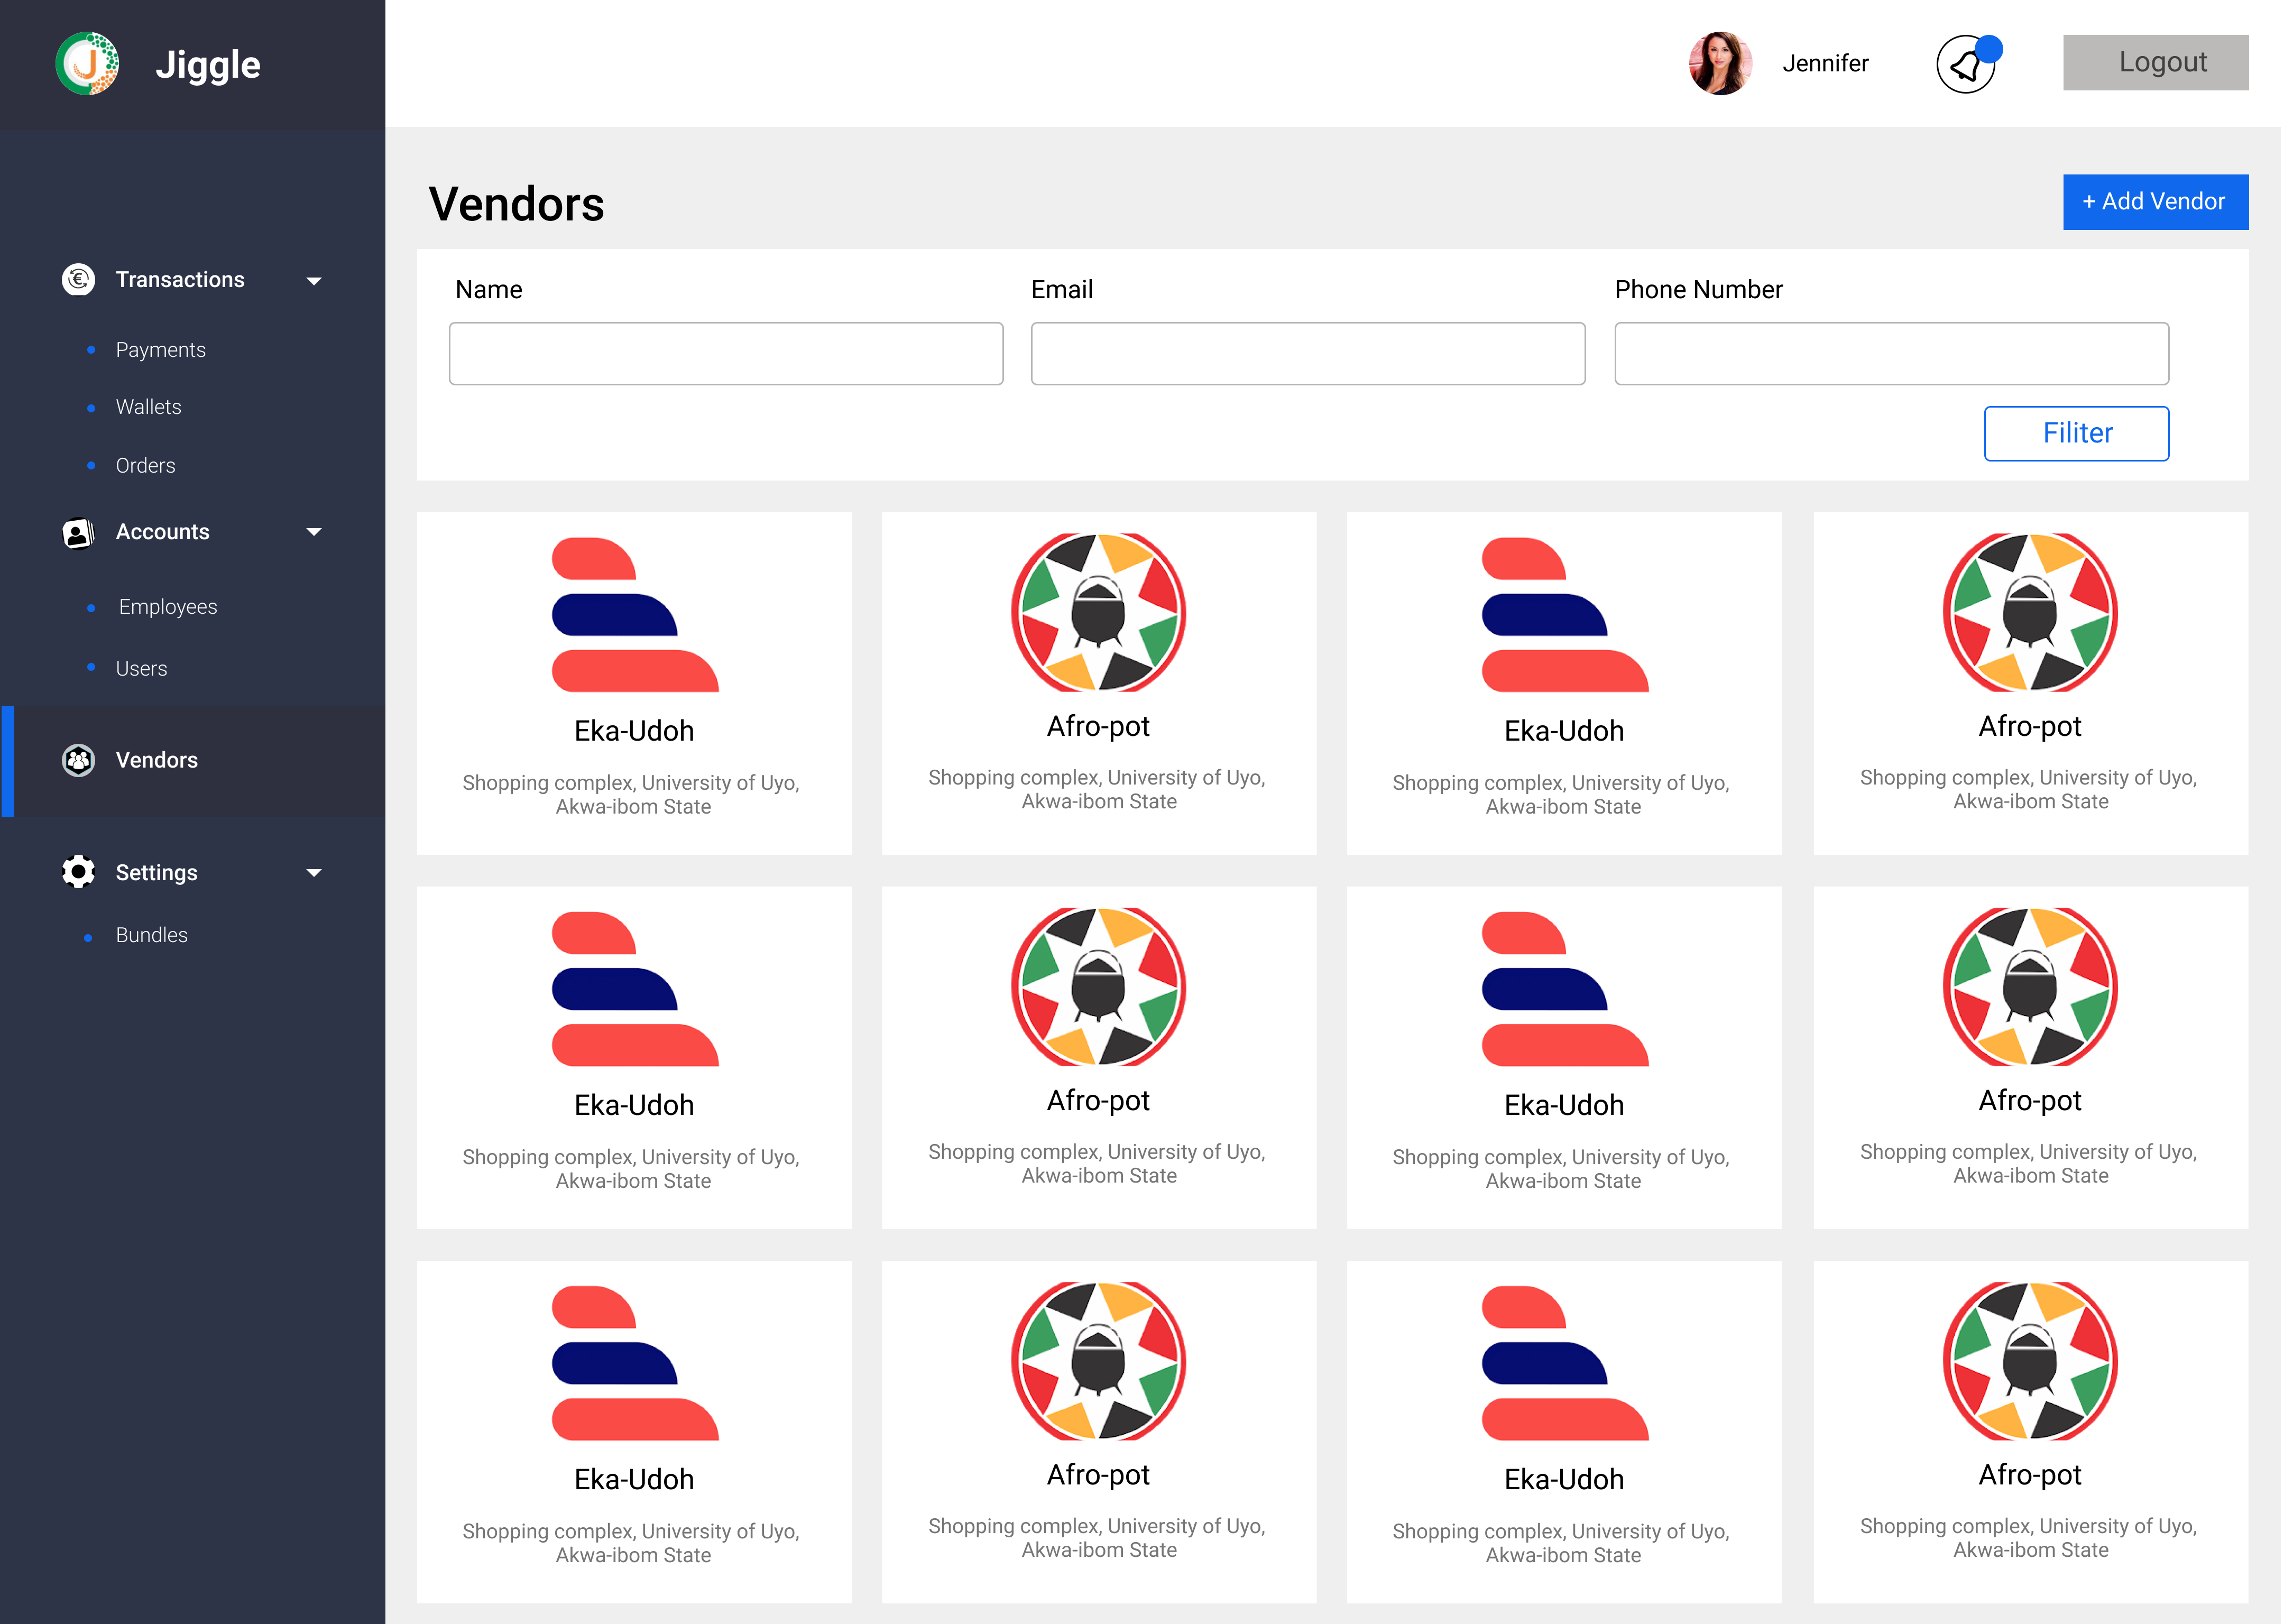 J
Jiggle
Jennifer
Logout
Transactions
Payments
Wallets
Orders
Accounts
Employees
Users
Vendors
Settings
Bundles
Vendors
+ Add Vendor
Name
Email
Phone Number
Filiter
Eka-Udoh
Shopping complex, University of Uyo,
Akwa-ibom State
Afro-pot
Shopping complex, University of Uyo,
Akwa-ibom State
Eka-Udoh
Shopping complex, University of Uyo,
Akwa-ibom State
Afro-pot
Shopping complex, University of Uyo,
Akwa-ibom State
Eka-Udoh
Shopping complex, University of Uyo,
Akwa-ibom State
Afro-pot
Shopping complex, University of Uyo,
Akwa-ibom State
Eka-Udoh
Shopping complex, University of Uyo,
Akwa-ibom State
Afro-pot
Shopping complex, University of Uyo,
Akwa-ibom State
Eka-Udoh
Shopping complex, University of Uyo,
Akwa-ibom State
Afro-pot
Shopping complex, University of Uyo,
Akwa-ibom State
Eka-Udoh
Shopping complex, University of Uyo,
Akwa-ibom State
Afro-pot
Shopping complex, University of Uyo,
Akwa-ibom State